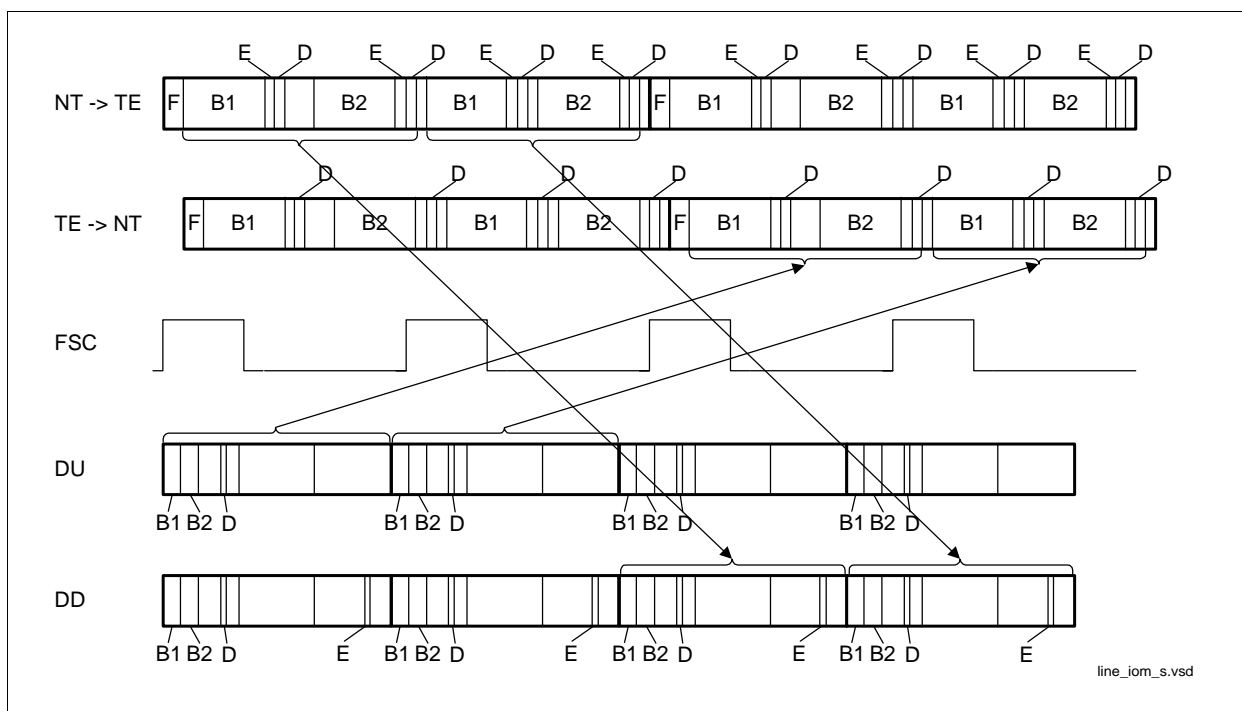 E D E D E D E D E D E D E D E D
NT -> TE F B1 B2 B1 B2 F B1 B2 B1 B2
D D D D D D D D
TE -> NT F B1 B2 B1 B2 F B1 B2 B1 B2
FSC
DU
B1 B2 D B1 B2 D B1 B2 D B1 B2 D
DD
B1 B2 D E B1 B2 D E B1 B2 D E B1 B2 D E
line_iom_s.vsd